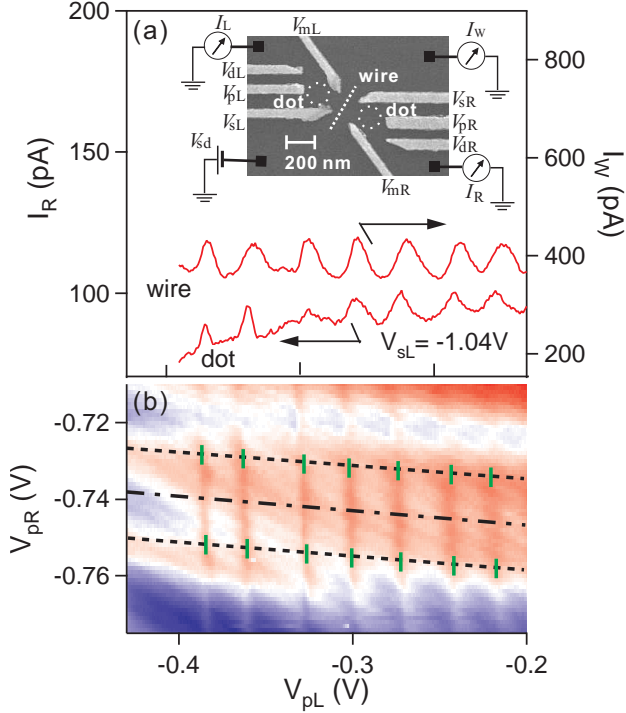 (a)
200
150
100
I_R (pA)
800
600
400
200
I_W (pA)
I_L
V_mL
I_W
V_dL
V_pL
V_sL
wire
dot
dot
V_sR
V_pR
V_dR
V_sd
200 nm
V_mR
I_R
wire
dot
V_sL= -1.04V
(b)
-0.72
-0.74
-0.76
V_pR (V)
-0.4
-0.3
-0.2
V_pL (V)